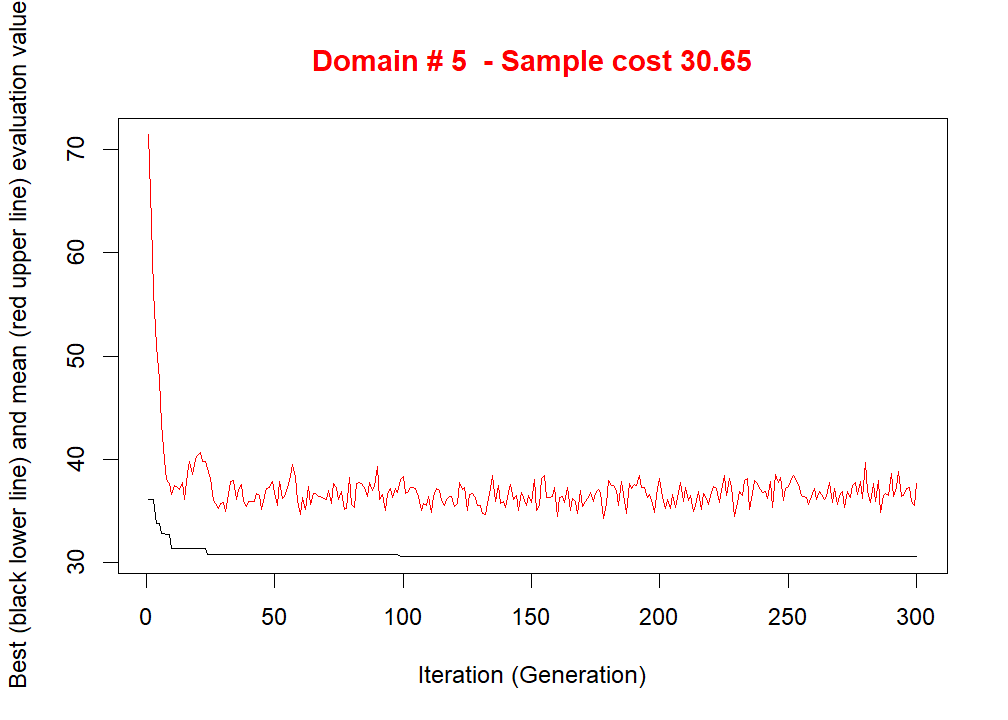 Domain # 5  - Sample cost 30.65
Best (black lower line) and mean (red upper line) evaluation value
70
60
50
40
30
0 50 100 150 200 250 300
Iteration (Generation)